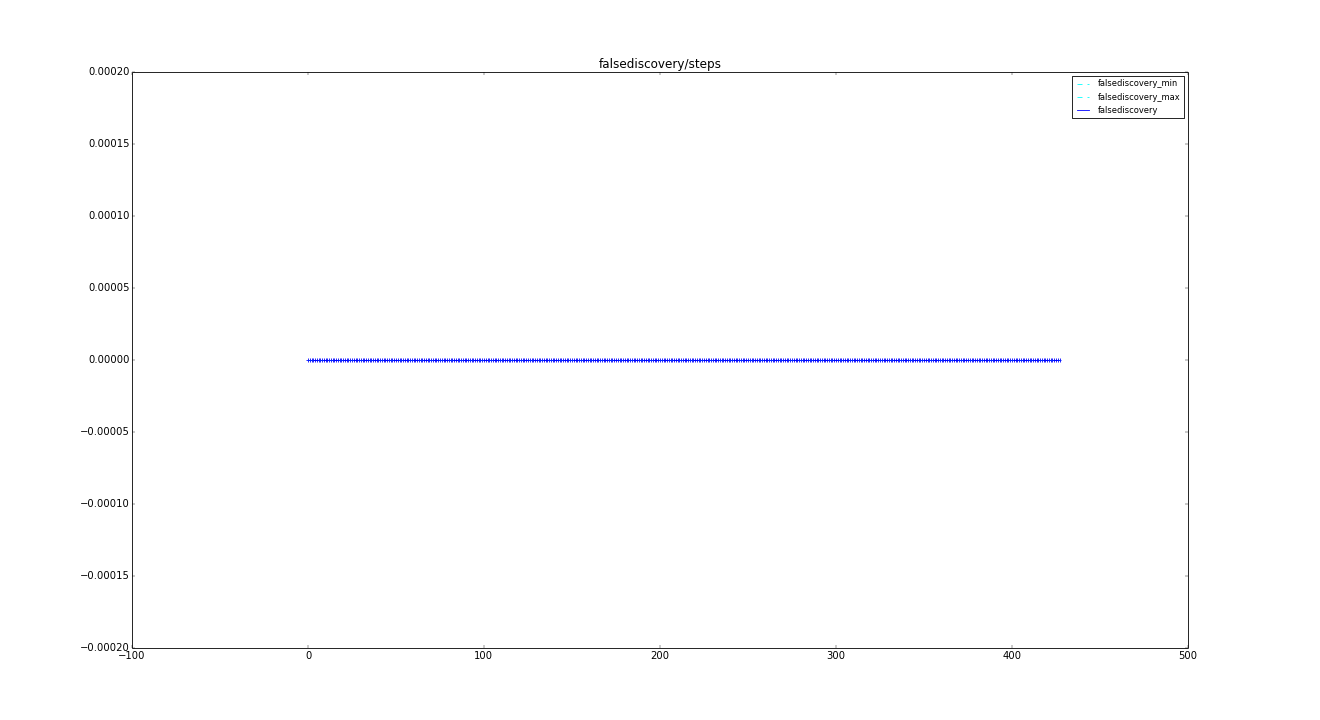 falsediscovery/steps
0.00020
0.00015
0.00010
0.00005
0.00000
−0.00005
−0.00010
−0.00015
−0.00020
−100 0 100 200 300 400 500
falsediscovery_min
falsediscovery_max
falsediscovery